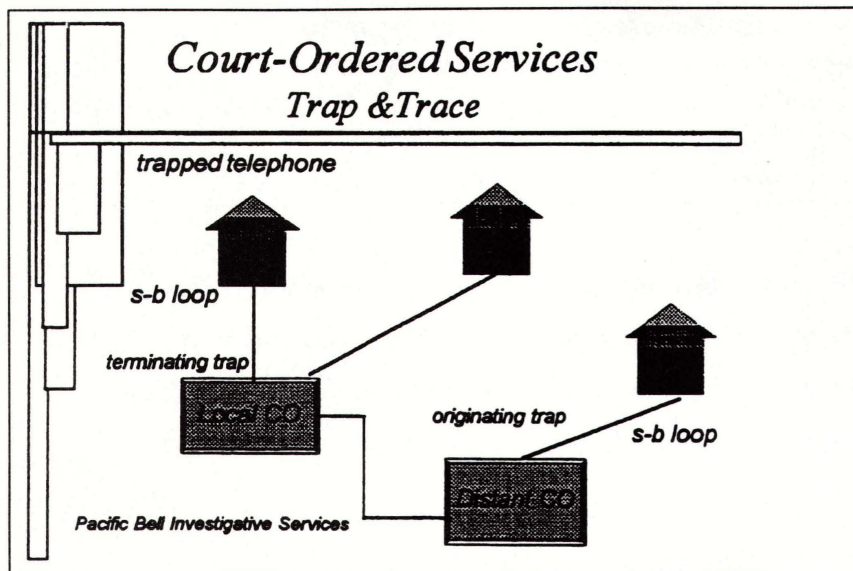 Court-Ordered Services
Trap &Trace
trapped telephone
s-b loop
terminating trap
Local CO
originating trap
s-b loop
Distant CO
Pacific Bell Investigative Services